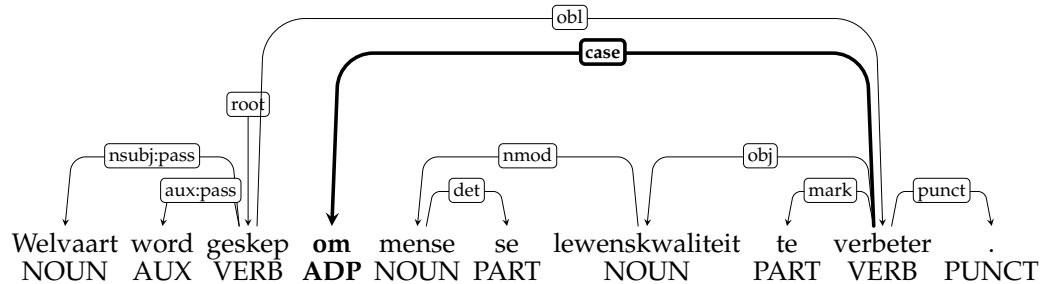 obl
case
root
nsubj:pass nmod obj
aux:pass det mark punct
Welvaart word geskep om mense se lewenskwaliteit te verbeter .
NOUN AUX VERB ADP NOUN PART NOUN PART VERB PUNCT